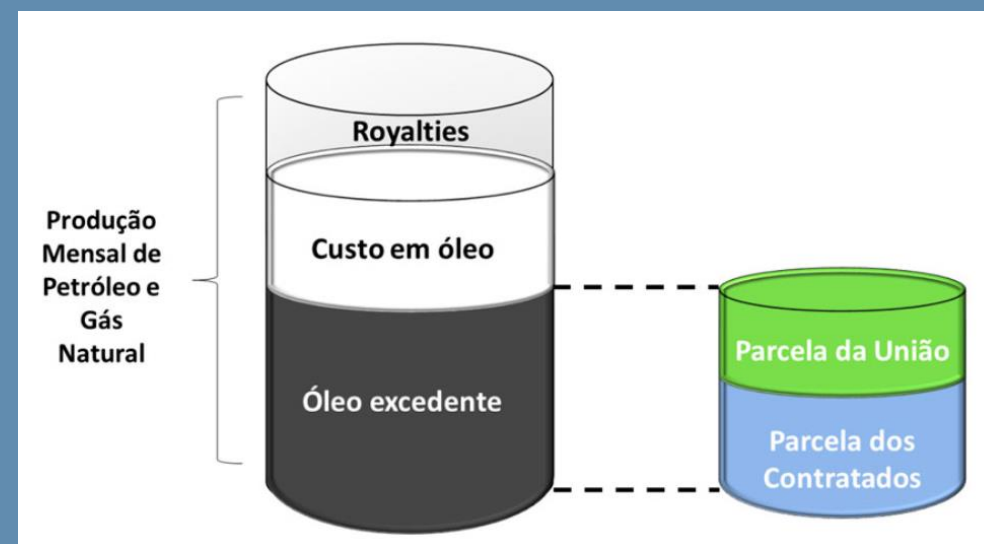 Royalties
Produção
Mensal de
Petróleo e
Gás
Natural
Custo em óleo
Óleo excedente
Parcela da União
Parcela dos
Contratados